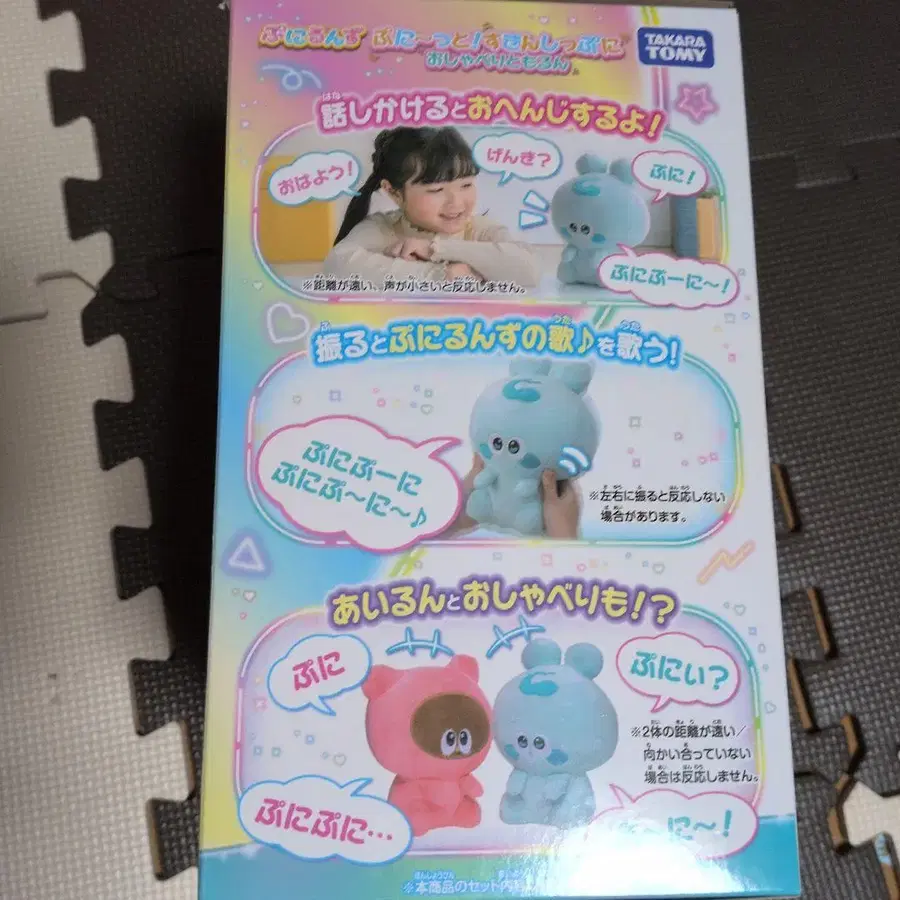 ぷにるんず ぷに〜っと!すきんしっぷに
おしゃべりともるん
TAKARA
TOMY
話しかけるとおへんじするよ!
おはよう!
げんき?
ぷに!
ぷにぷーに〜!
※距離が遠い、声が小さいと反応しません。
振るとぷにるんずの歌♪を歌う!
ぷにぷーに
ぷにぷ〜に〜♪
※左右に振ると反応しない
場合があります。
あいるんとおしゃべりも!?
ぷに
ぷにぃ?
※2体の距離が遠い/
向かい合っていない
場合は反応しません。
ぷにぷに…
に〜!
※本商品のセット内容